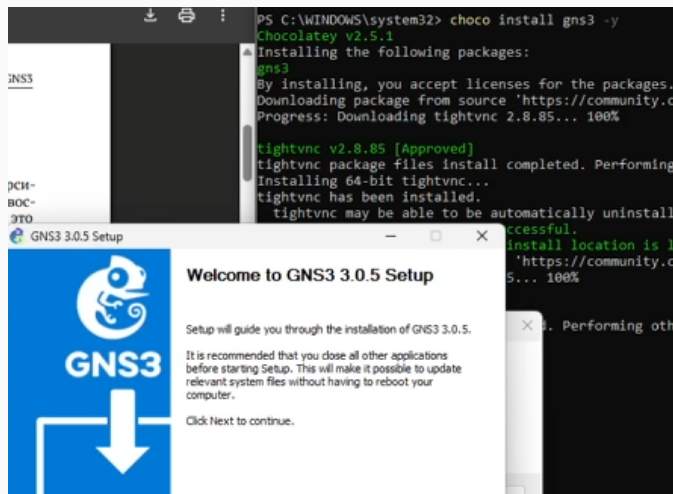 GNS3
рси-
вос-
это
PS C:\WINDOWS\system32> choco install gns3 -y
Chocolatey v2.5.1
Installing the following packages:
gns3
By installing, you accept licenses for the packages.
Downloading package from source 'https://community.c
Progress: Downloading tightvnc 2.8.85... 100%
tightvnc v2.8.85 [Approved]
tightvnc package files install completed. Performing
Installing 64-bit tightvnc...
tightvnc has been installed.
tightvnc may be able to be automatically uninstall
ccessful.
install location is l
'https://community.c
5... 100%
. Performing oth
GNS3 3.0.5 Setup
Welcome to GNS3 3.0.5 Setup
Setup will guide you through the installation of GNS3 3.0.5.
It is recommended that you close all other applications
before starting Setup. This will make it possible to update
relevant system files without having to reboot your
computer.
Click Next to continue.
GNS3